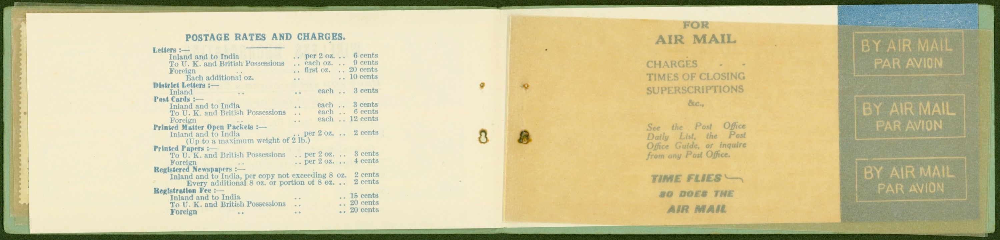 POSTAGE RATES AND CHARGES.
Letters :—
Inland and to India .. per 2 oz. .. 6 cents
To U. K. and British Possessions .. each oz. .. 9 cents
Foreign .. .. first oz. .. 20 cents
Each additional oz. .. .. 10 cents
District Letters :—
Inland .. .. each .. 3 cents
Post Cards :—
Inland and to India .. each .. 3 cents
To U. K. and British Possessions .. each .. 6 cents
Foreign .. .. each .. 12 cents
Printed Matter Open Packets :—
Inland and to India .. per 2 oz. .. 2 cents
(Up to a maximum weight of 2 lb.)
Printed Papers :—
To U. K. and British Possessions .. per 2 oz. .. 3 cents
Foreign .. .. per 2 oz. .. 4 cents
Registered Newspapers :—
Inland and to India, per copy not exceeding 8 oz. 2 cents
Every additional 8 oz. or portion of 8 oz. .. 2 cents
Registration Fee :—
Inland and to India .. .. 15 cents
To U. K. and British Possessions .. .. 20 cents
Foreign .. .. .. 20 cents
FOR
AIR MAIL
CHARGES - -
TIMES OF CLOSING
SUPERSCRIPTIONS
&c.,
See the Post Office
Daily List, the Post
Office Guide, or inquire
from any Post Office.
TIME FLIES
SO DOES THE
AIR MAIL
BY AIR MAIL
PAR AVION
BY AIR MAIL
PAR AVION
BY AIR MAIL
PAR AVION